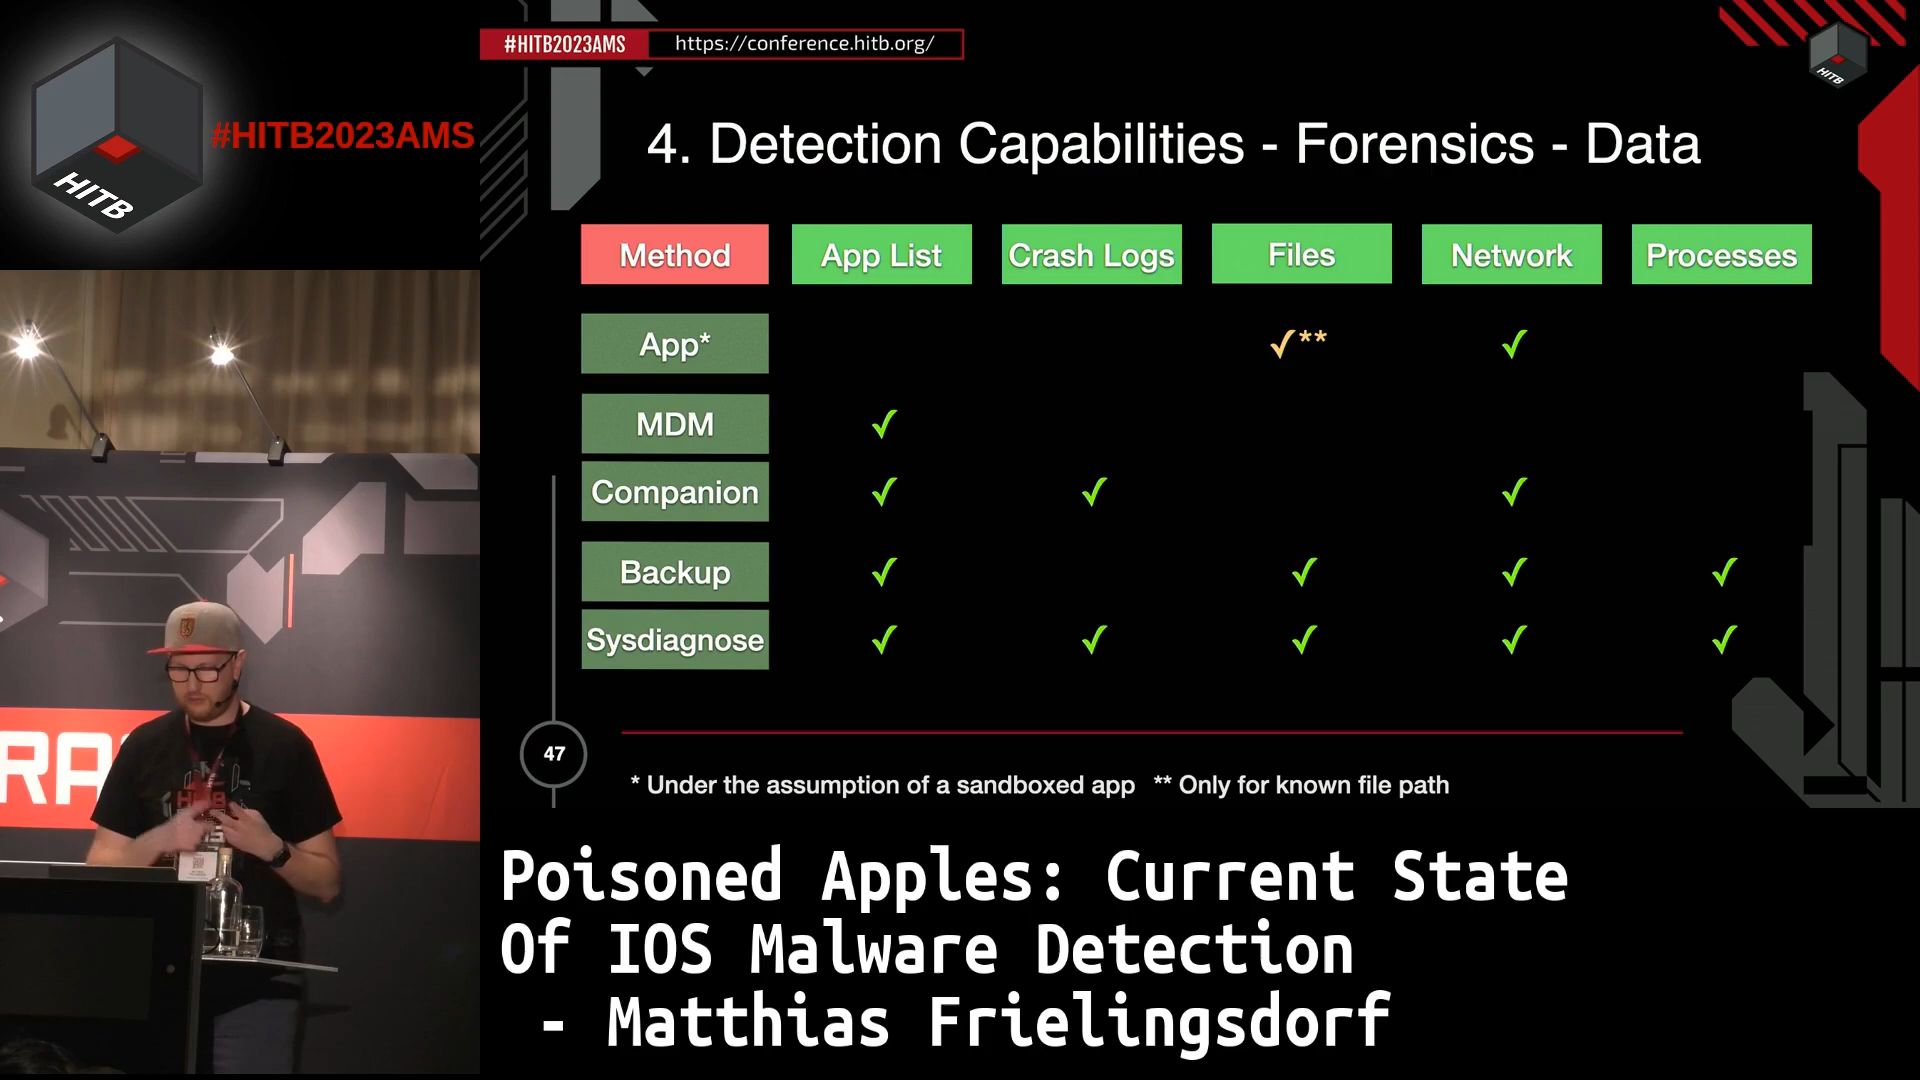 HITB
#HITB2023AMS
#HITB2023AMS https://conference.hitb.org/
HITB
4. Detection Capabilities - Forensics - Data
Method App List Crash Logs Files Network Processes
App* ✓** ✓
MDM ✓
Companion ✓ ✓ ✓
Backup ✓ ✓ ✓ ✓
Sysdiagnose ✓ ✓ ✓ ✓ ✓
47
* Under the assumption of a sandboxed app ** Only for known file path
RA
Poisoned Apples: Current State
Of IOS Malware Detection
- Matthias Frielingsdorf